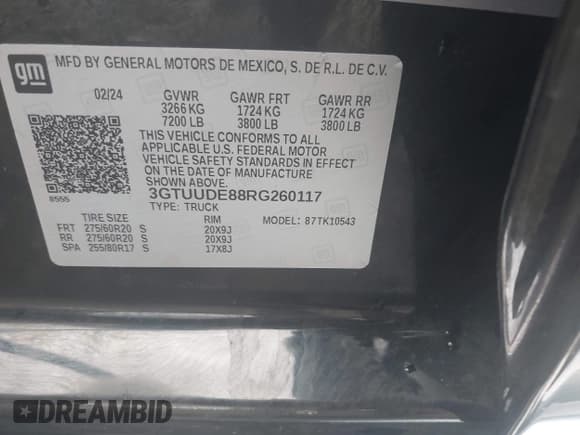 gm
MFD BY GENERAL MOTORS DE MEXICO, S. DE R.L. DE C.V.
02/24 GVWR GAWR FRT GAWR RR
3266 KG 1724 KG 1724 KG
7200 LB 3800 LB 3800 LB
THIS VEHICLE CONFORMS TO ALL
APPLICABLE U.S. FEDERAL MOTOR
VEHICLE SAFETY STANDARDS IN EFFECT
ON THE DATE OF MANUFACTURE
SHOWN ABOVE.
8555
3GTUUDE88RG260117
TYPE: TRUCK MODEL: 87TK10543
TIRE SIZE RIM
FRT 275/60R20 S 20X9J
RR 275/60R20 S 20X9J
SPA 255/80R17 S 17X8J
DREAMBID